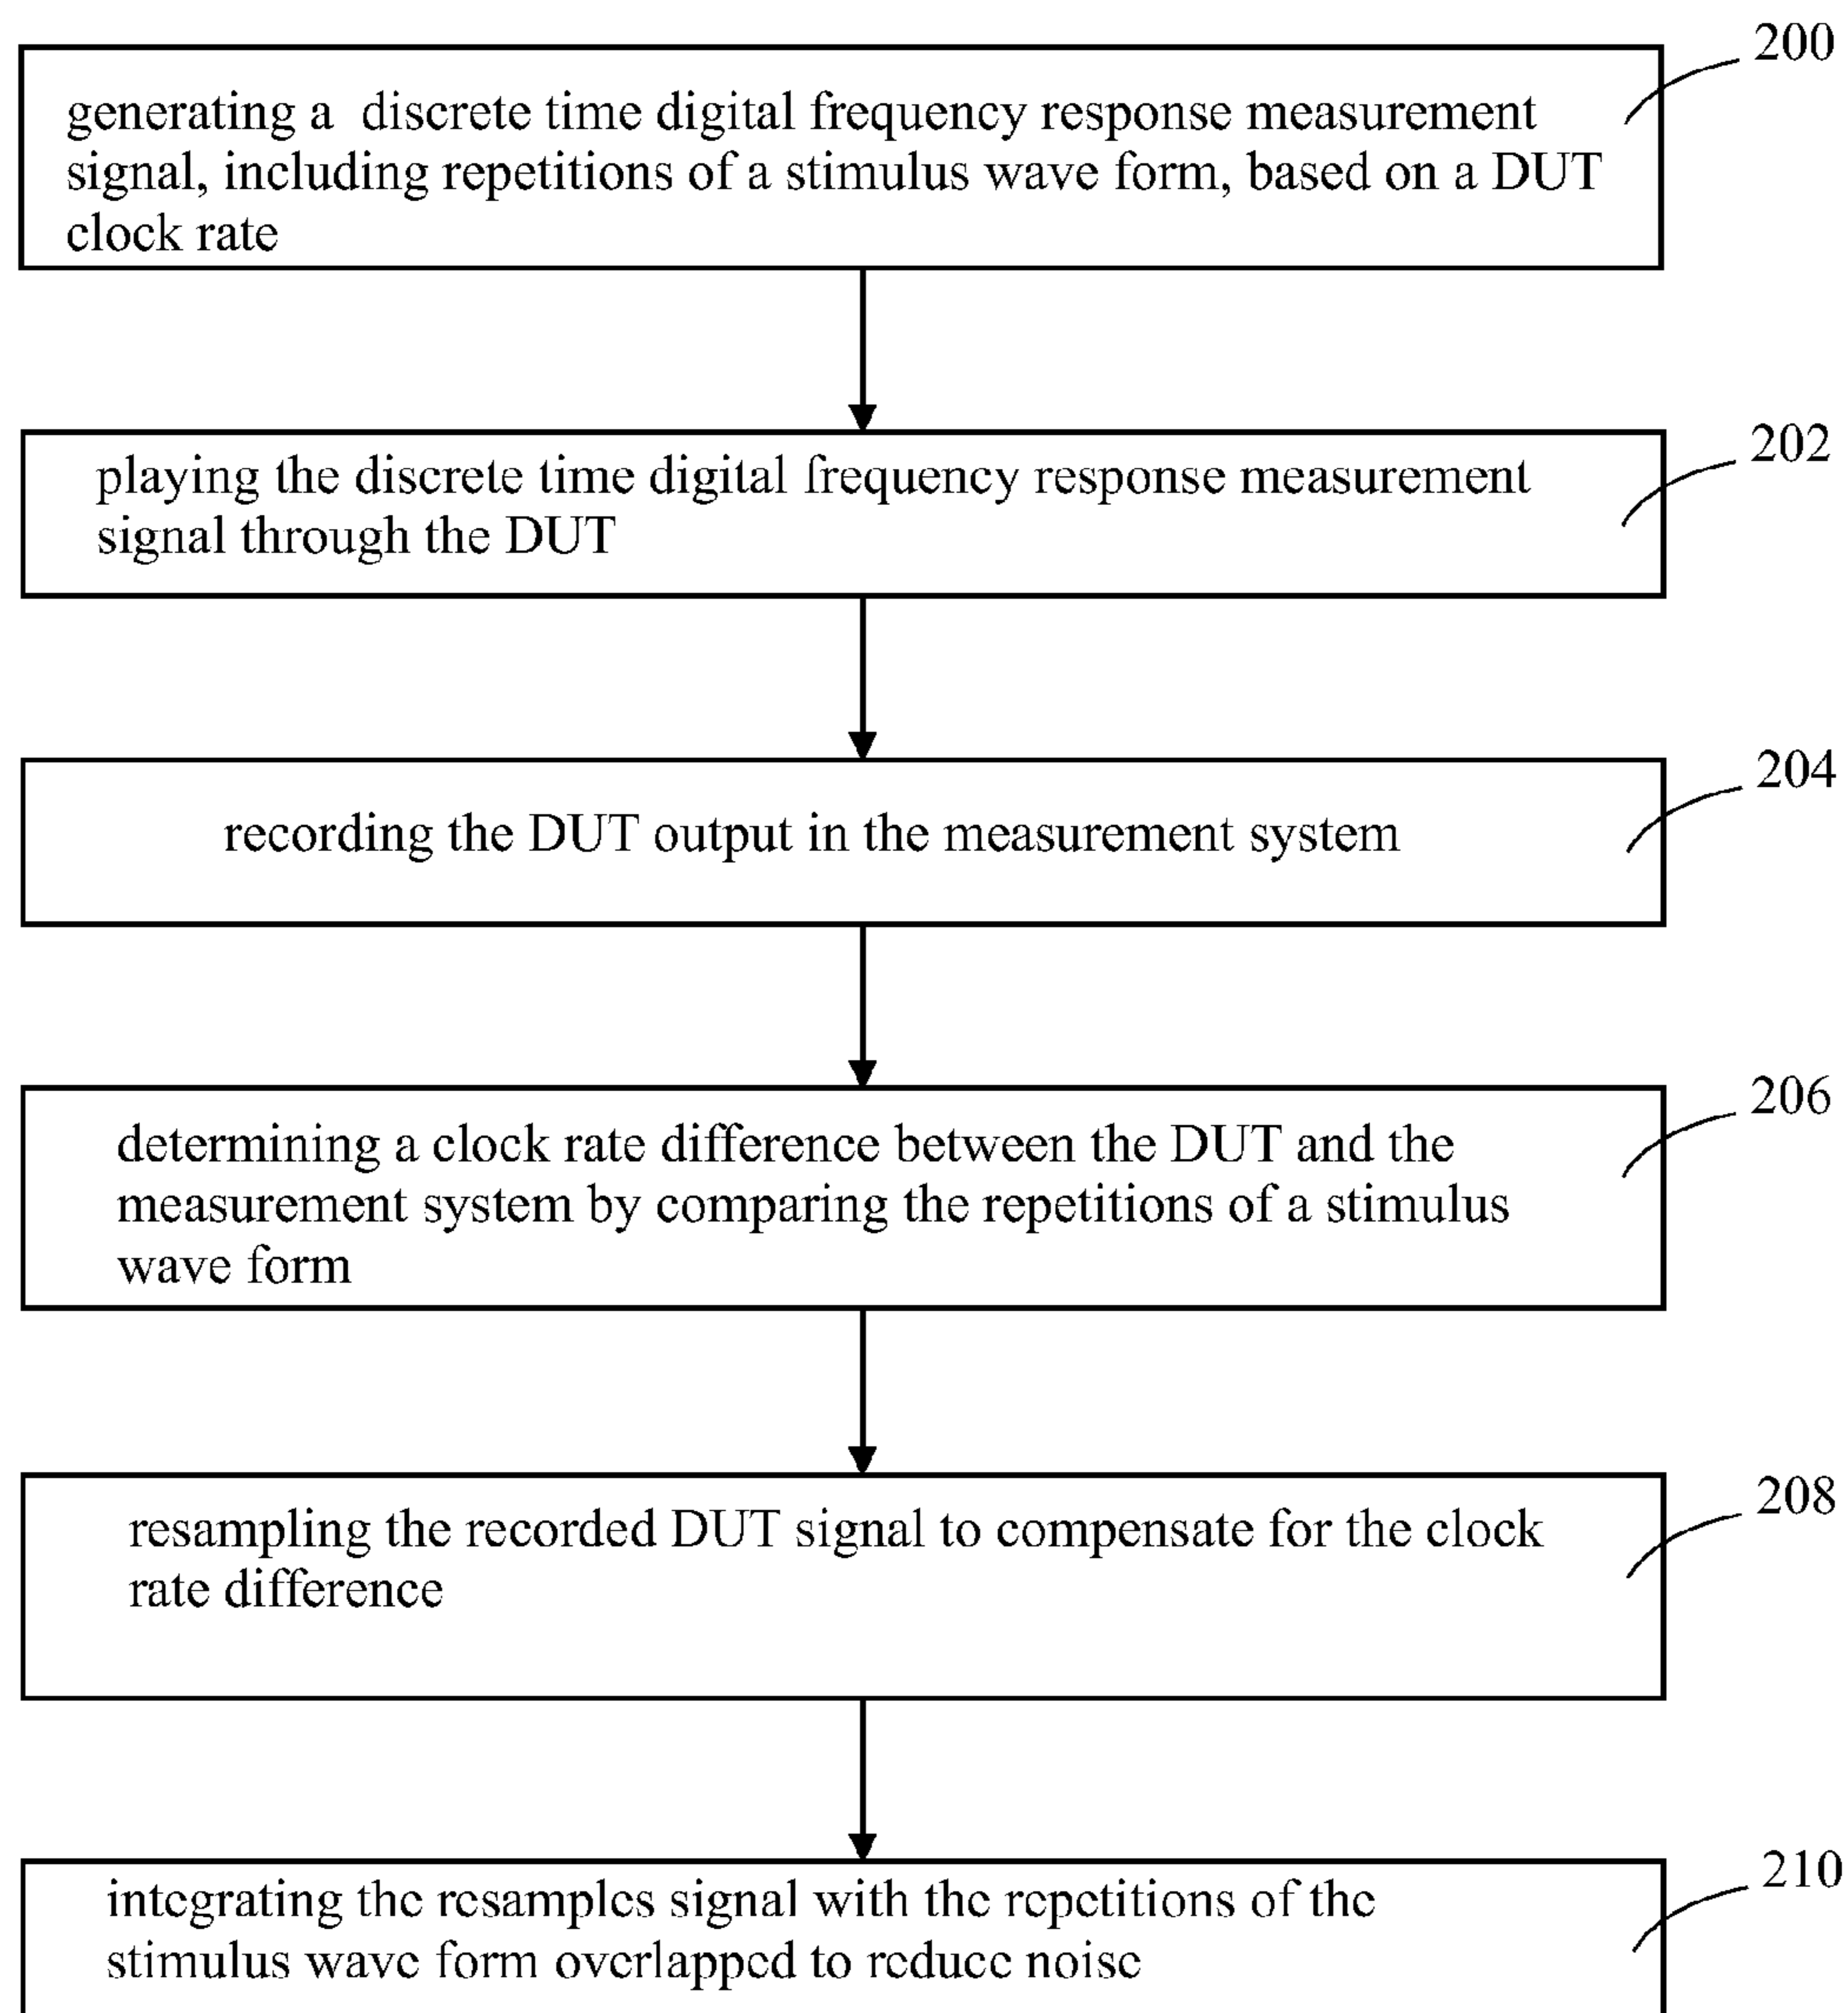 200
generating a discrete time digital frequency response measurement
signal, including repetitions of a stimulus wave form, based on a DUT
clock rate
202
playing the discrete time digital frequency response measurement
signal through the DUT
204
recording the DUT output in the measurement system
206
determining a clock rate difference between the DUT and the
measurement system by comparing the repetitions of a stimulus
wave form
208
resampling the recorded DUT signal to compensate for the clock
rate difference
210
integrating the resamples signal with the repetitions of the
stimulus wave form overlapped to reduce noise